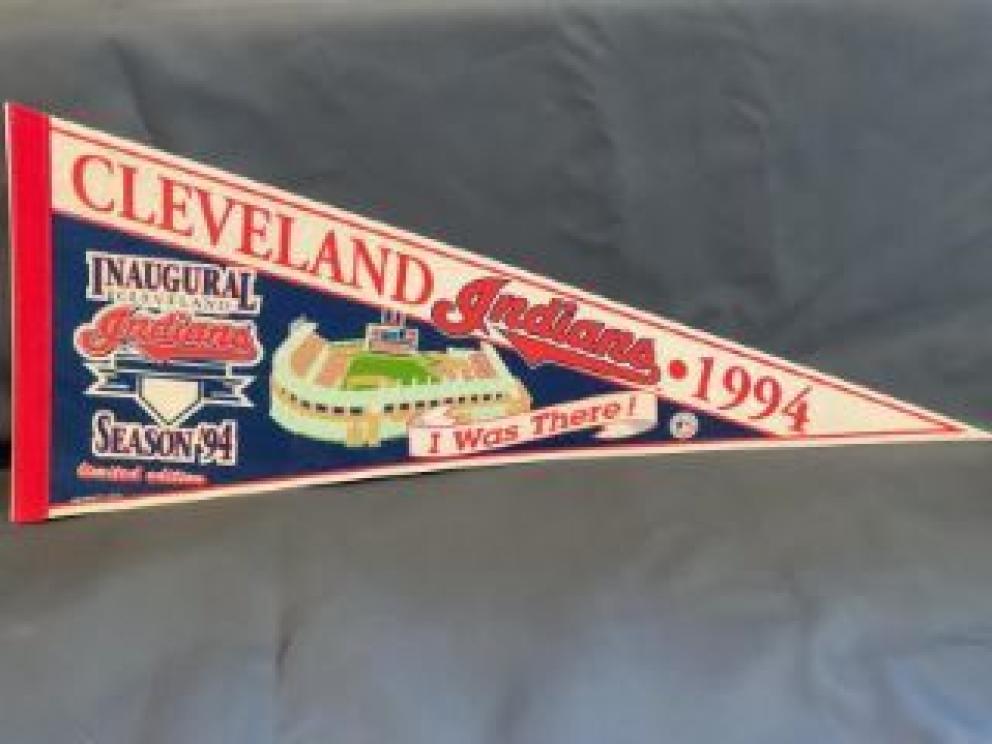 CLEVELAND Indians • 1994
INAUGURAL
CLEVELAND
Indians
SEASON '94
limited edition
I Was There!